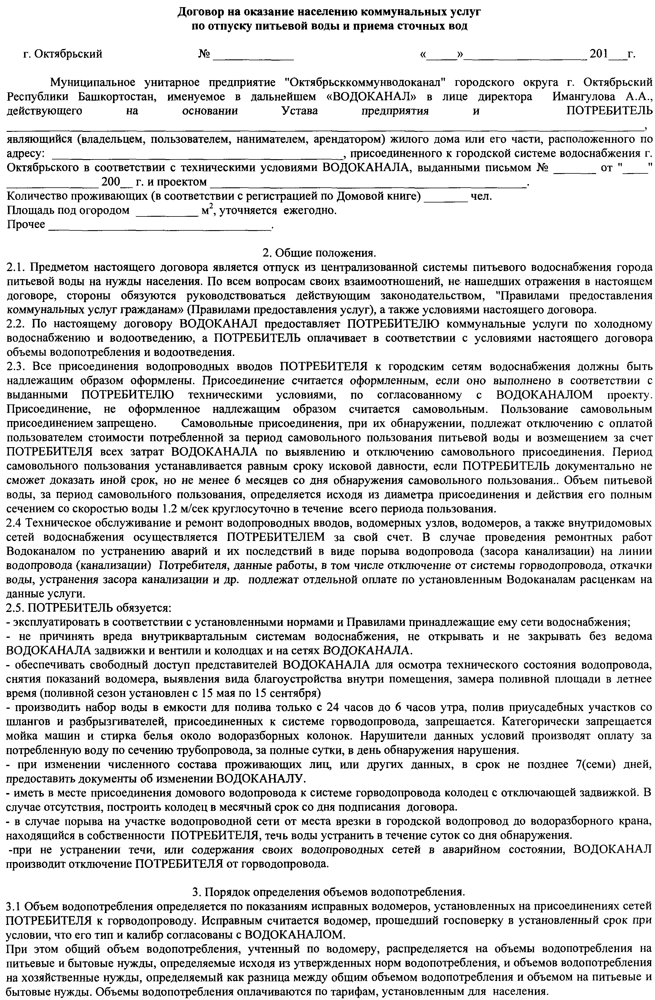 Договор на оказание населению коммунальных услуг
по отпуску питьевой воды и приема сточных вод
г. Октябрьский № _____________ «_____»____________________ 201___г.
Муниципальное унитарное предприятие "Октябрьсккоммунводоканал" городского округа г. Октябрьский
Республики Башкортостан, именуемое в дальнейшем «ВОДОКАНАЛ» в лице директора Имангулова А.А.,
действующего на основании Устава предприятия и ПОТРЕБИТЕЛЬ
______________________________________________________________________________________________________,
являющийся (владельцем, пользователем, нанимателем, арендатором) жилого дома или его части, расположенного по
адресу: _______________________________________________, присоединенного к городской системе водоснабжения г.
Октябрьского в соответствии с техническими условиями ВОДОКАНАЛА, выданными письмом № _______ от "____"
_______________ 200__ г. и проектом ___________________________________________________.
Количество проживающих (в соответствии с регистрацией по Домовой книге) _______ чел.
Площадь под огородом __________ м², уточняется ежегодно.
Прочее ____________________________________.
2. Общие положения.
2.1. Предметом настоящего договора является отпуск из централизованной системы питьевого водоснабжения города
питьевой воды на нужды населения. По всем вопросам своих взаимоотношений, не нашедших отражения в настоящем
договоре, стороны обязуются руководствоваться действующим законодательством, "Правилами предоставления
коммунальных услуг гражданам» (Правилами предоставления услуг), а также условиями настоящего договора.
2.2. По настоящему договору ВОДОКАНАЛ предоставляет ПОТРЕБИТЕЛЮ коммунальные услуги по холодному
водоснабжению и водоотведению, а ПОТРЕБИТЕЛЬ оплачивает в соответствии с условиями настоящего договора
объемы водопотребления и водоотведения.
2.3. Все присоединения водопроводных вводов ПОТРЕБИТЕЛЯ к городским сетям водоснабжения должны быть
надлежащим образом оформлены. Присоединение считается оформленным, если оно выполнено в соответствии с
выданными ПОТРЕБИТЕЛЮ техническими условиями, по согласованному с ВОДОКАНАЛОМ проекту.
Присоединение, не оформленное надлежащим образом считается самовольным. Пользование самовольным
присоединением запрещено. Самовольные присоединения, при их обнаружении, подлежат отключению с оплатой
пользователем стоимости потребленной за период самовольного пользования питьевой воды и возмещением за счет
ПОТРЕБИТЕЛЯ всех затрат ВОДОКАНАЛА по выявлению и отключению самовольного присоединения. Период
самовольного пользования устанавливается равным сроку исковой давности, если ПОТРЕБИТЕЛЬ документально не
сможет доказать иной срок, но не менее 6 месяцев со дня обнаружения самовольного пользования.. Объем питьевой
воды, за период самовольного пользования, определяется исходя из диаметра присоединения и действия его полным
сечением со скоростью воды 1.2 м/сек круглосуточно в течение всего периода пользования.
2.4 Техническое обслуживание и ремонт водопроводных вводов, водомерных узлов, водомеров, а также внутридомовых
сетей водоснабжения осуществляется ПОТРЕБИТЕЛЕМ за свой счет. В случае проведения ремонтных работ
Водоканалом по устранению аварий и их последствий в виде порыва водопровода (засора канализации) на линии
водопровода (канализации) Потребителя, данные работы, в том числе отключение от системы горводопровода, откачки
воды, устранения засора канализации и др. подлежат отдельной оплате по установленным Водоканалам расценкам на
данные услуги.
2.5. ПОТРЕБИТЕЛЬ обязуется:
- эксплуатировать в соответствии с установленными нормами и Правилами принадлежащие ему сети водоснабжения;
- не причинять вреда внутриквартальным системам водоснабжения, не открывать и не закрывать без ведома
ВОДОКАНАЛА задвижки и вентили и колодцах и на сетях ВОДОКАНАЛА.
- обеспечивать свободный доступ представителей ВОДОКАНАЛА для осмотра технического состояния водопровода,
снятия показаний водомера, выявления вида благоустройства внутри помещения, замера поливной площади в летнее
время (поливной сезон установлен с 15 мая по 15 сентября)
- производить набор воды в емкости для полива только с 24 часов до 6 часов утра, полив приусадебных участков со
шлангов и разбрызгивателей, присоединенных к системе горводопровода, запрещается. Категорически запрещается
мойка машин и стирка белья около водоразборных колонок. Нарушители данных условий производят оплату за
потребленную воду по сечению трубопровода, за полные сутки, в день обнаружения нарушения.
- при изменении численного состава проживающих лиц, или других данных, в срок не позднее 7(семи) дней,
предоставить документы об изменении ВОДОКАНАЛУ.
- иметь в месте присоединения домового водопровода к системе горводопровода колодец с отключающей задвижкой. В
случае отсутствия, построить колодец в месячный срок со дня подписания договора.
- в случае порыва на участке водопроводной сети от места врезки в городской водопровод до водоразборного крана,
находящийся в собственности ПОТРЕБИТЕЛЯ, течь воды устранить в течение суток со дня обнаружения.
-при не устранении течи, или содержания своих водопроводных сетей в аварийном состоянии, ВОДОКАНАЛ
производит отключение ПОТРЕБИТЕЛЯ от горводопровода.
3. Порядок определения объемов водопотребления.
3.1 Объем водопотребления определяется по показаниям исправных водомеров, установленных на присоединениях сетей
ПОТРЕБИТЕЛЯ к горводопроводу. Исправным считается водомер, прошедший госповерку в установленный срок при
условии, что его тип и калибр согласованы с ВОДОКАНАЛОМ.
При этом общий объем водопотребления, учтенный по водомеру, распределяется на объемы водопотребления на
питьевые и бытовые нужды, определяемые исходя из утвержденных норм водопотребления, и объемов водопотребления
на хозяйственные нужды, определяемый как разница между общим объемом водопотребления и объемом на питьевые и
бытовые нужды. Объемы водопотребления оплачиваются по тарифам, установленным для населения.